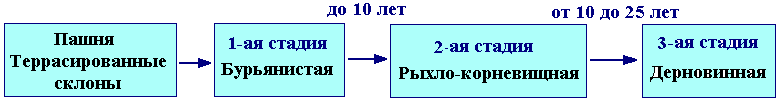 до 10 лет
от 10 до 25 лет
Пашня
Террасированные
склоны
1-ая стадия
Бурьянистая
2-ая стадия
Рыхло-корневищная
3-ая стадия
Дерновинная